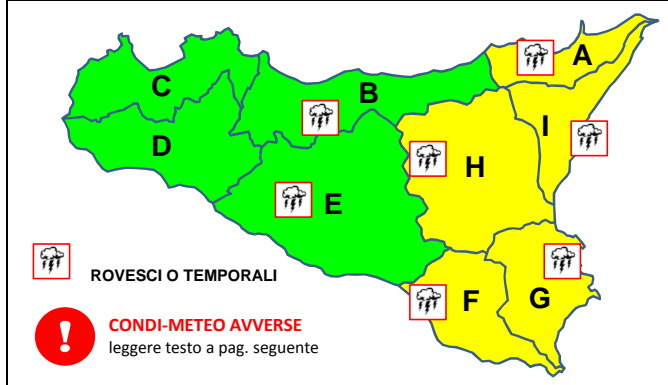 A
C
B
I
D
H
E
F
G
ROVESCI O TEMPORALI
!
CONDI-METEO AVVERSE
leggere testo a pag. seguente